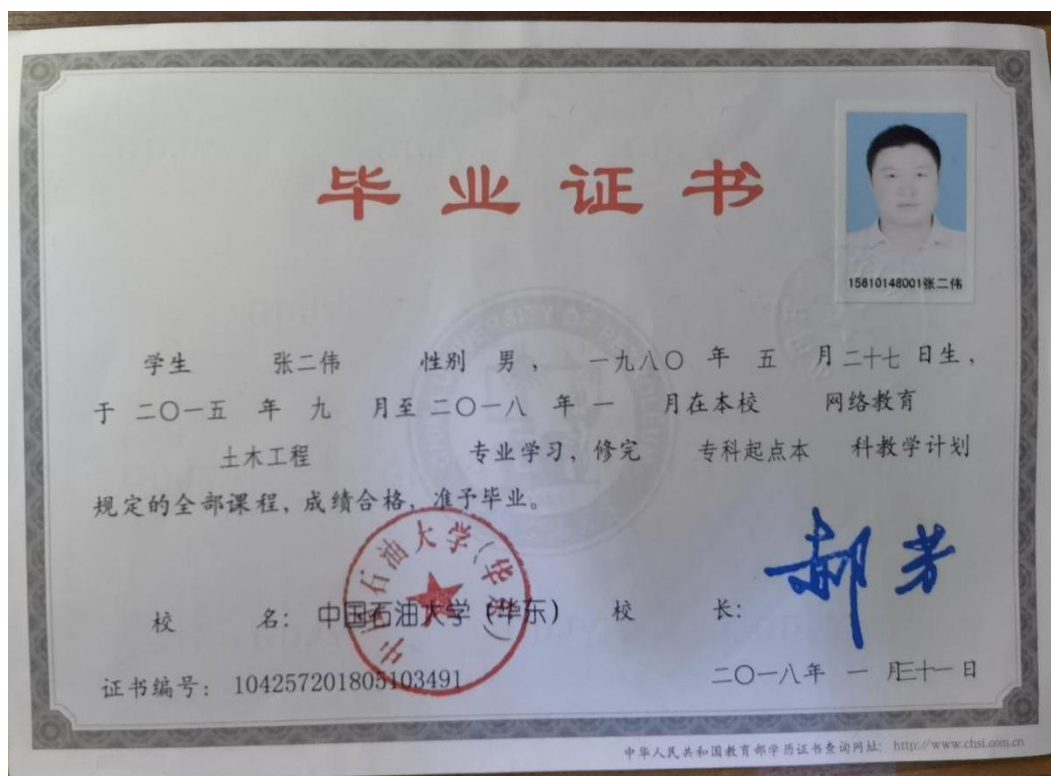 毕业证书
15610148001张二伟
学生 张二伟 性别 男， 一九八〇 年 五 月 二十七 日生，
于 二〇一五 年 九 月至 二〇一八 年 一 月在本校 网络教育
土木工程 专业学习，修完 专科起点本 科教学计划
规定的全部课程，成绩合格，准予毕业。
中国石油大学(华东)
校 名：中国石油大学（华东） 校 长：郝芳
证书编号：104257201805103491 二〇一八年 一 月三十一日
中华人民共和国教育部学历证书查询网址：http://www.chsi.com.cn